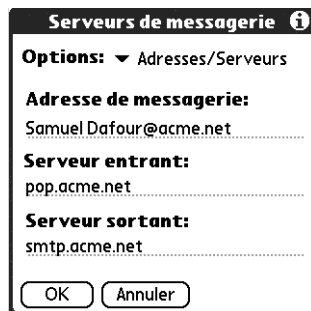 Serveurs de messagerie
Options: Adresses/Serveurs
Adresse de messagerie:
Samuel Dafour@acme.net
Serveur entrant:
pop.acme.net
Serveur sortant:
smtp.acme.net
OK Annuler